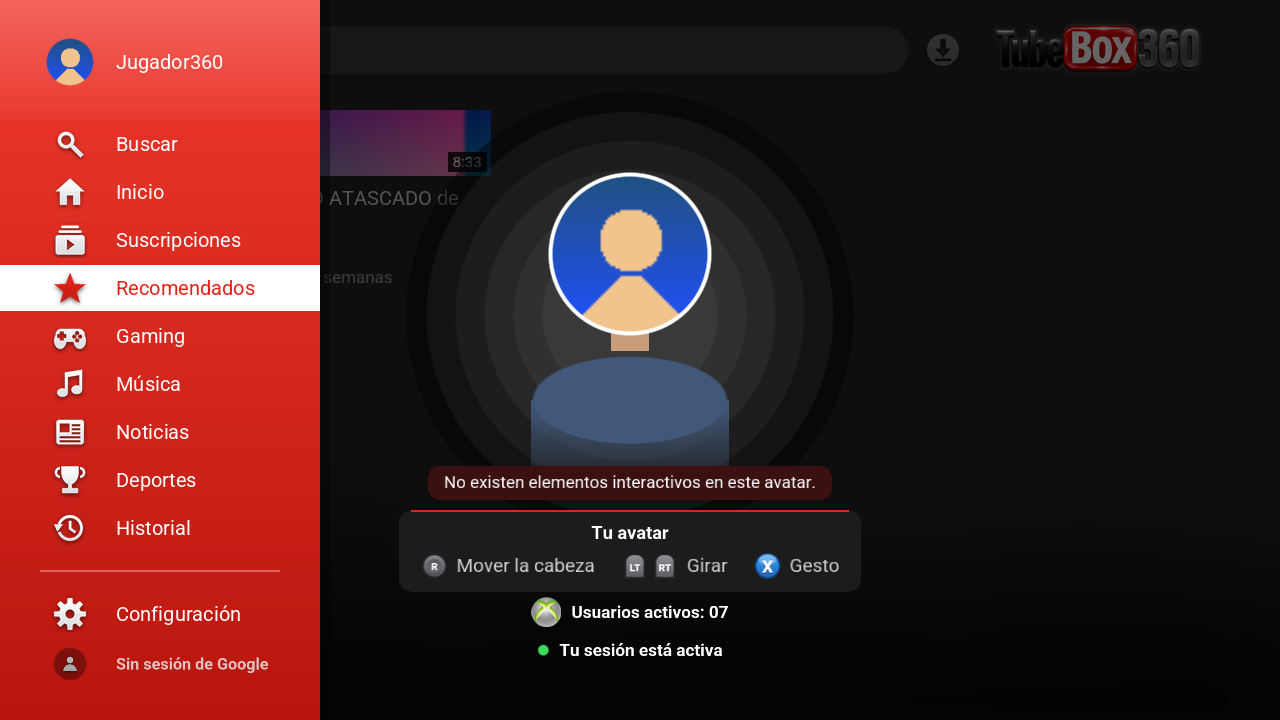 Jugador360
Buscar
Inicio
Suscripciones
Recomendados
Gaming
Música
Noticias
Deportes
Historial
Configuración
Sin sesión de Google
TubeBox360
8:33
ATASCADO de
semanas
No existen elementos interactivos en este avatar.
Tu avatar
R Mover la cabeza LT RT Girar X Gesto
Usuarios activos: 07
Tu sesión está activa